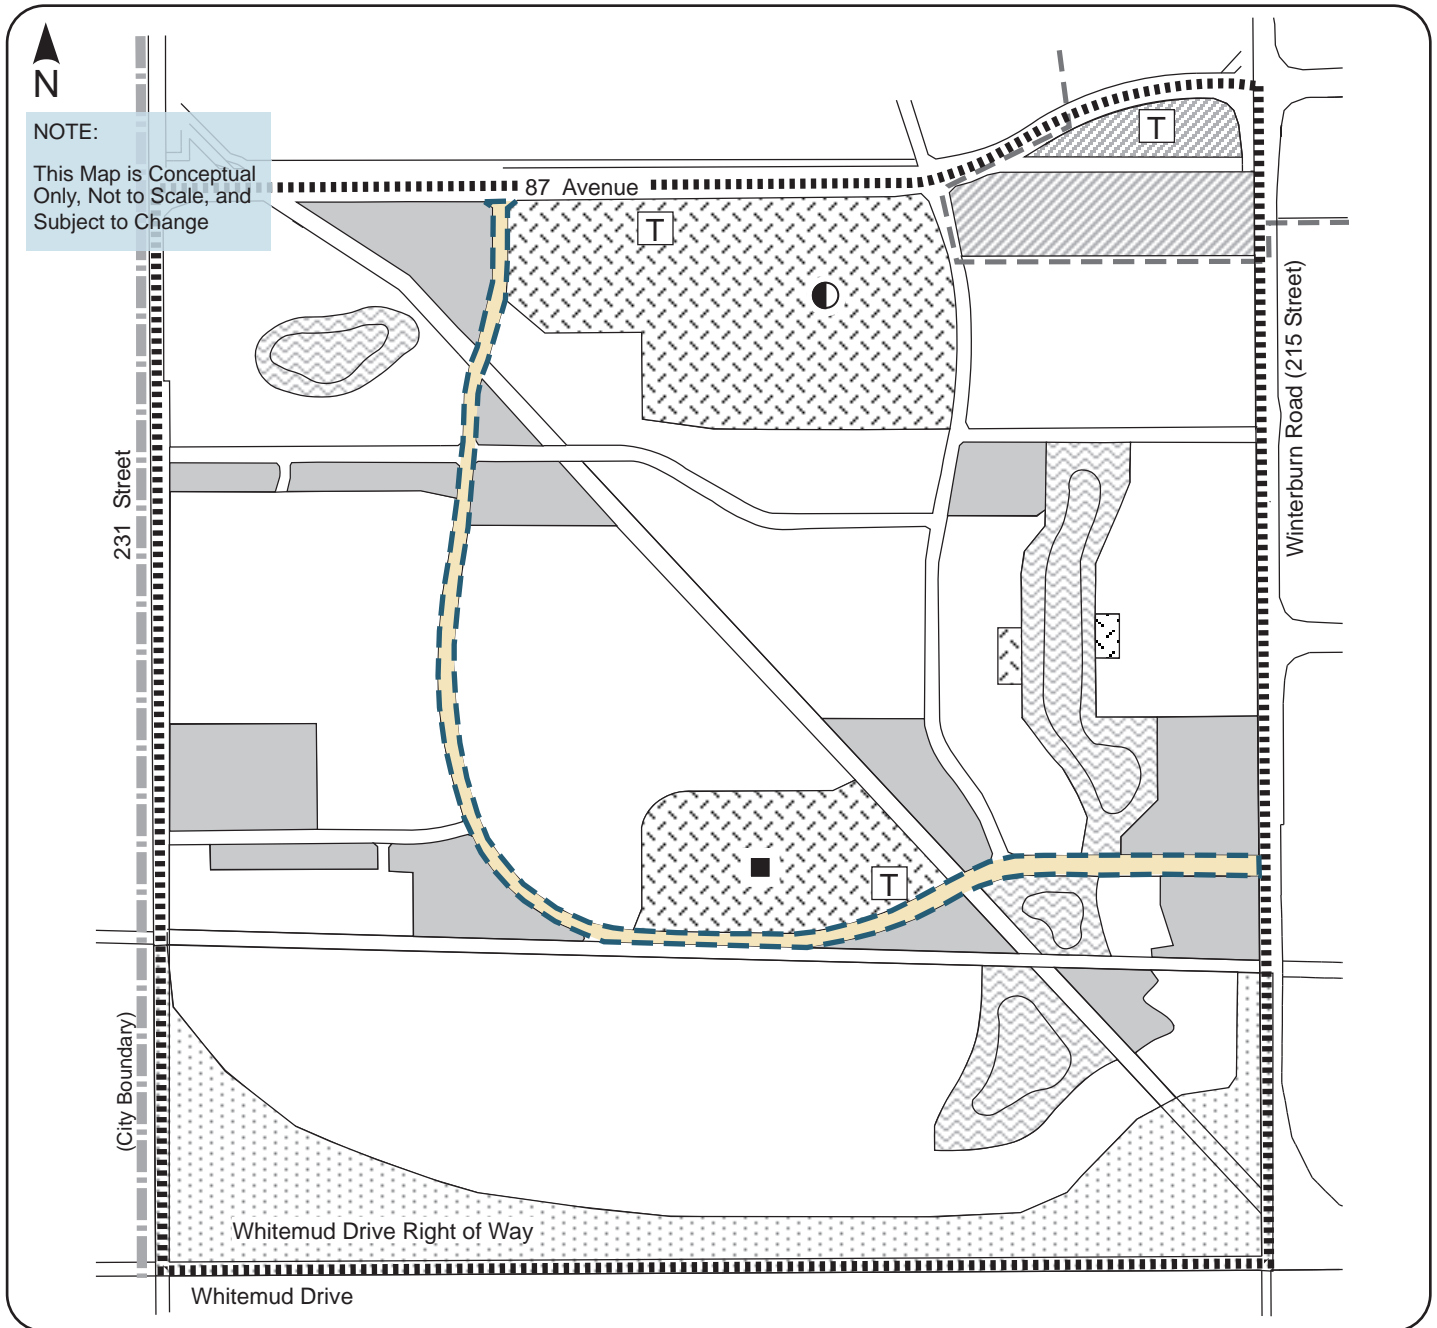 N
NOTE:
This Map is Conceptual
Only, Not to Scale, and
Subject to Change
T
87 Avenue
T
Winterburn Road (215 Street)
231 Street
T
(City Boundary)
Whitemud Drive Right of Way
Whitemud Drive